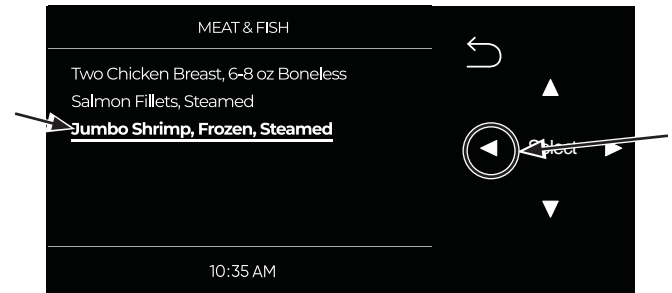 MEAT & FISH
Two Chicken Breast, 6-8 oz Boneless
Salmon Fillets, Steamed
Jumbo Shrimp, Frozen, Steamed
Select
10:35 AM